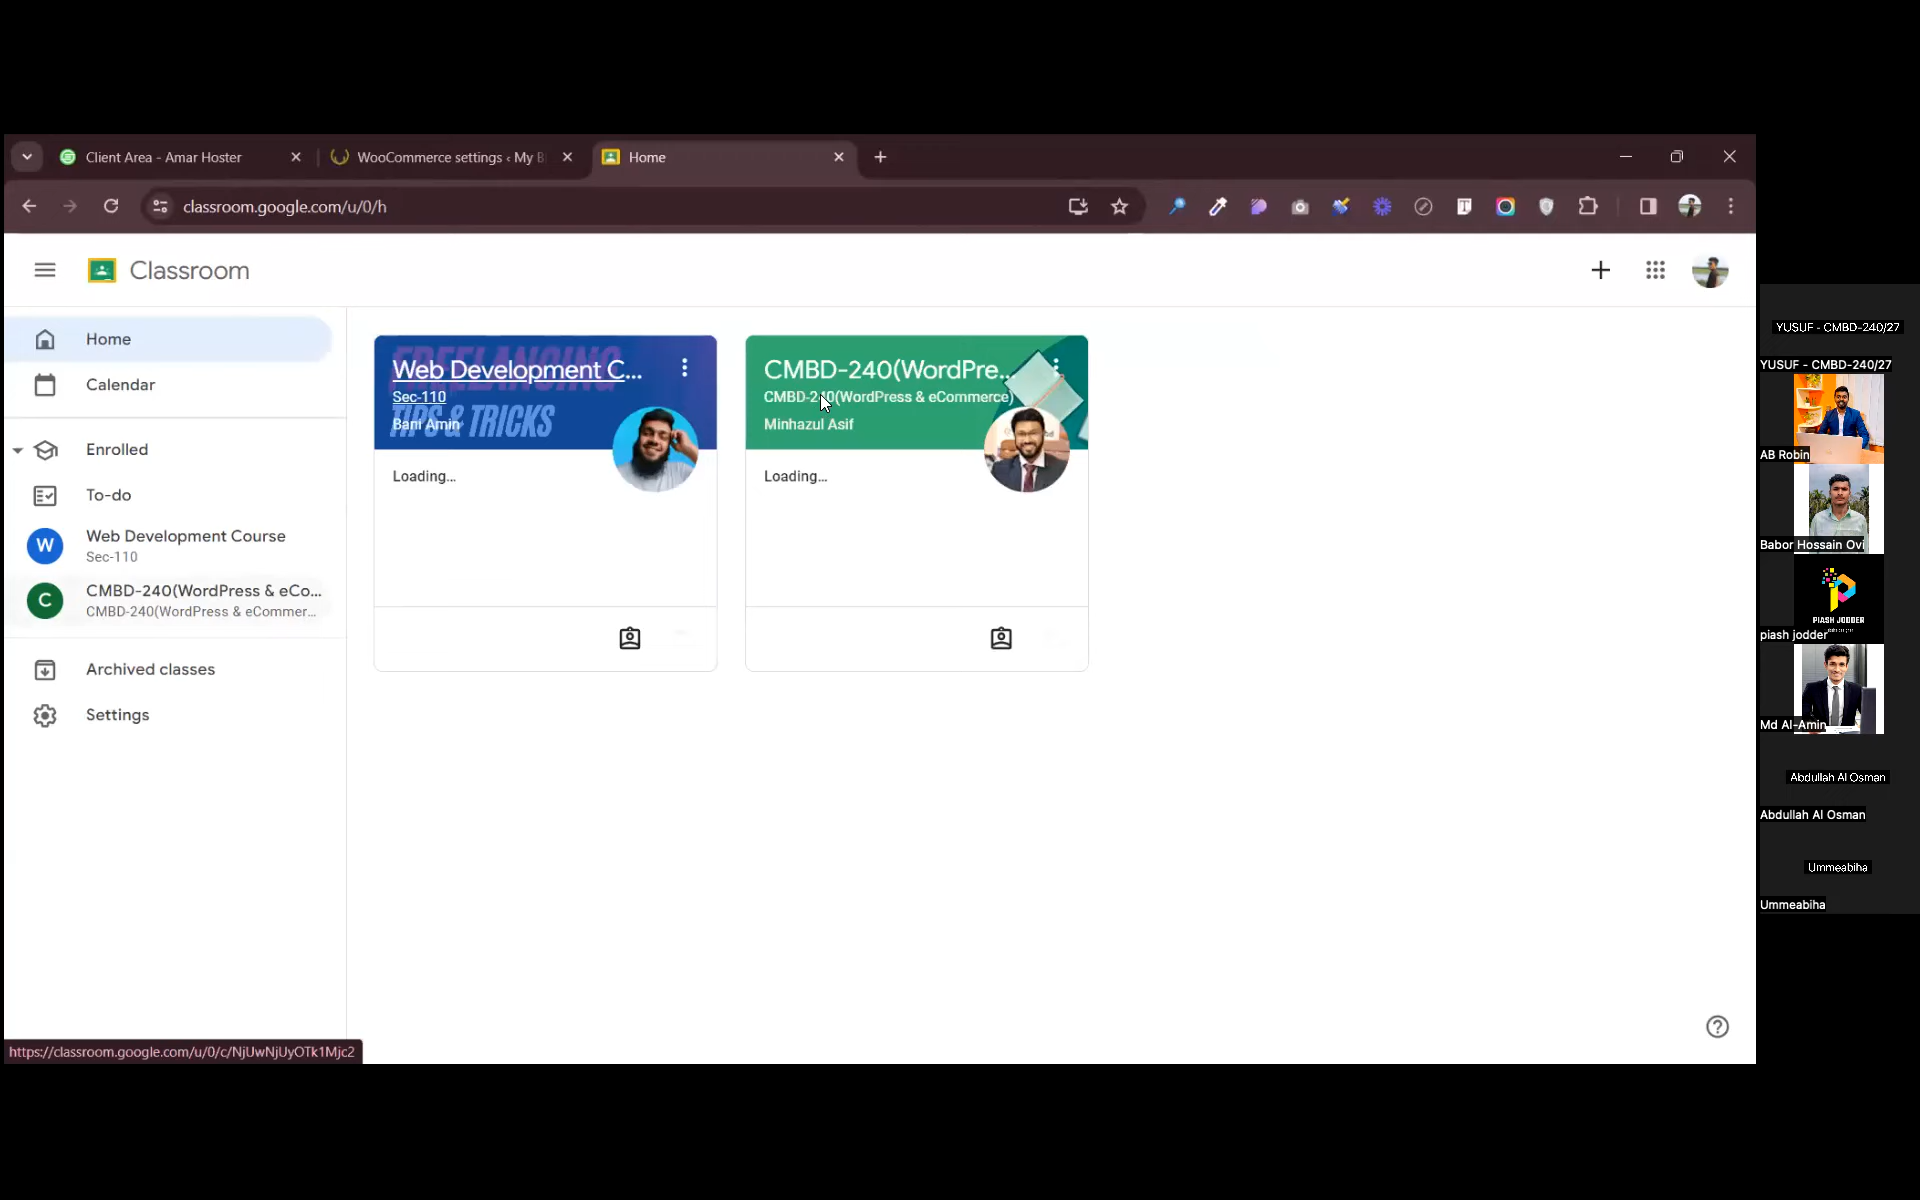 Client Area - Amar Hoster
WooCommerce settings ‹ My B
Home
classroom.google.com/u/0/h
Classroom
Home
Calendar
Enrolled
To-do
W
Web Development Course
Sec-110
C
CMBD-240(WordPress & eCo...
CMBD-240(WordPress & eCommer...
Archived classes
Settings
FREELANCING
TIPS & TRICKS
Web Development C...
Sec-110
Bani Amin
Loading...
CMBD-240(WordPre...
CMBD-240(WordPress & eCommerce)
Minhazul Asif
Loading...
https://classroom.google.com/u/0/c/NjUwNjUyOTk1Mjc2
YUSUF - CMBD-240/27
YUSUF - CMBD-240/27
AB Robin
Babor Hossain Ovi
PIASH JODDER
piash jodder
Md Al-Amin
Abdullah Al Osman
Abdullah Al Osman
Ummeabiha
Ummeabiha